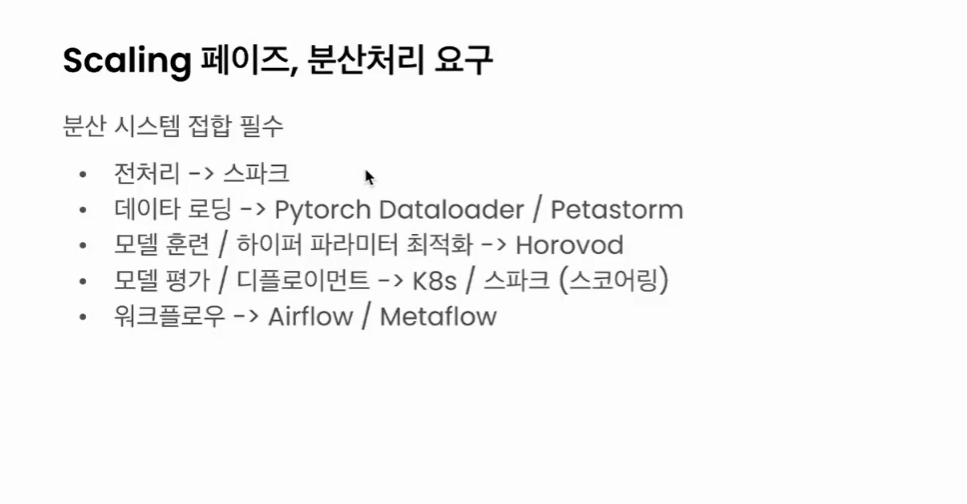 Scaling 페이즈, 분산처리 요구
분산 시스템 접합 필수
• 전처리 -> 스파크
• 데이타 로딩 -> Pytorch Dataloader / Petastorm
• 모델 훈련 / 하이퍼 파라미터 최적화 -> Horovod
• 모델 평가 / 디플로이먼트 -> K8s / 스파크 (스코어링)
• 워크플로우 -> Airflow / Metaflow